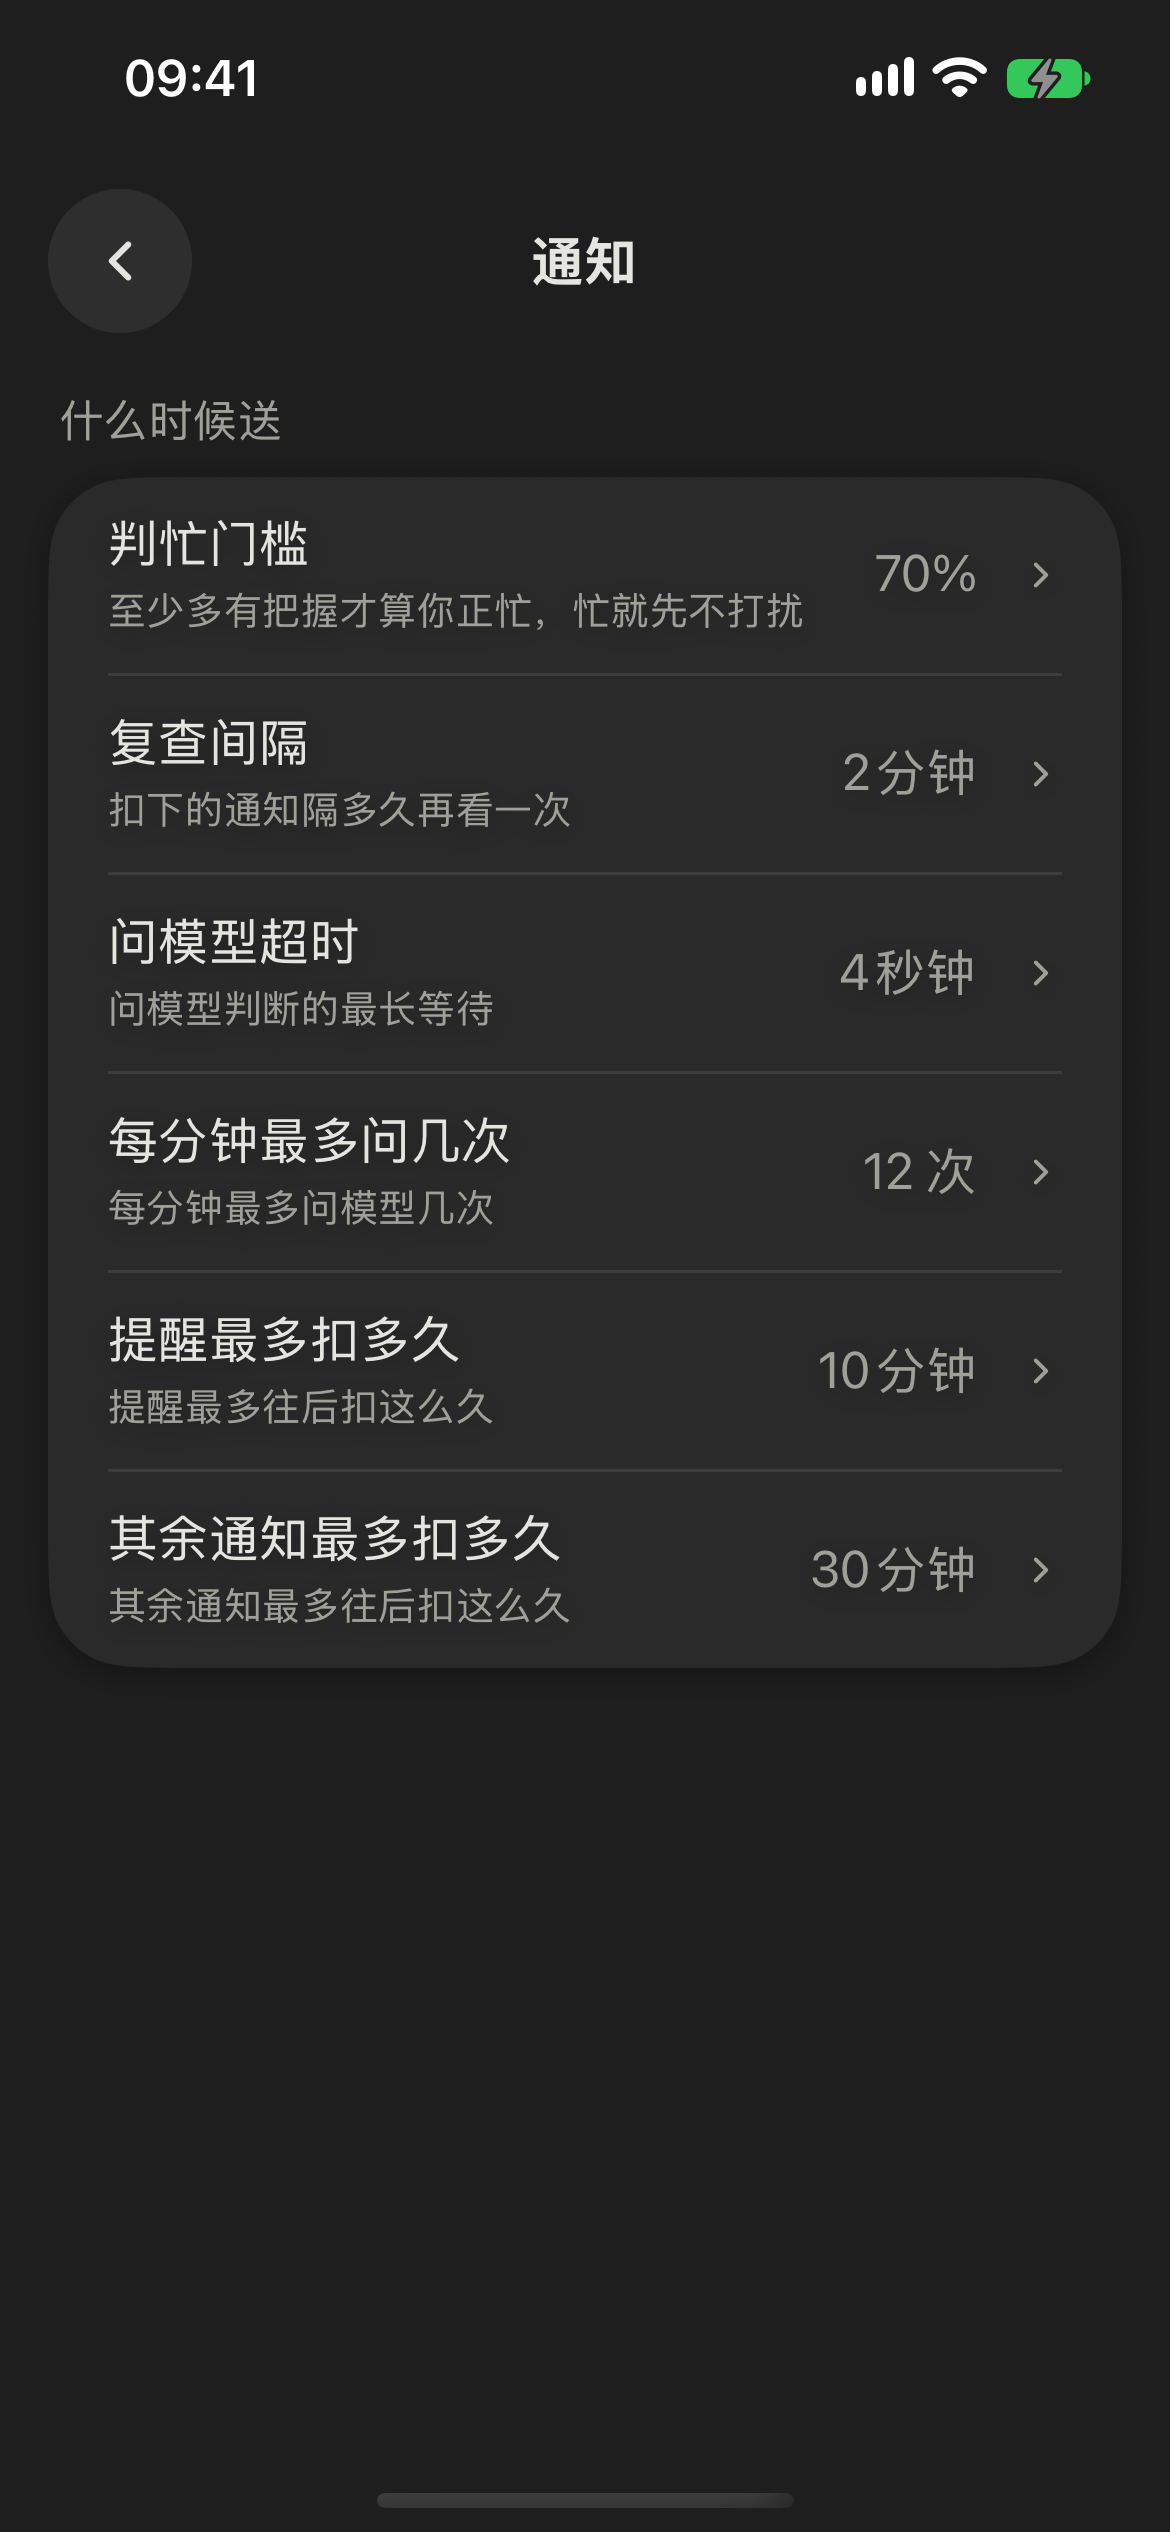 09:41
通知
什么时候送
判忙门槛
至少多有把握才算你正忙，忙就先不打扰
70%
复查间隔
扣下的通知隔多久再看一次
2分钟
问模型超时
问模型判断的最长等待
4秒钟
每分钟最多问几次
每分钟最多问模型几次
12 次
提醒最多扣多久
提醒最多往后扣这么久
10分钟
其余通知最多扣多久
其余通知最多往后扣这么久
30分钟